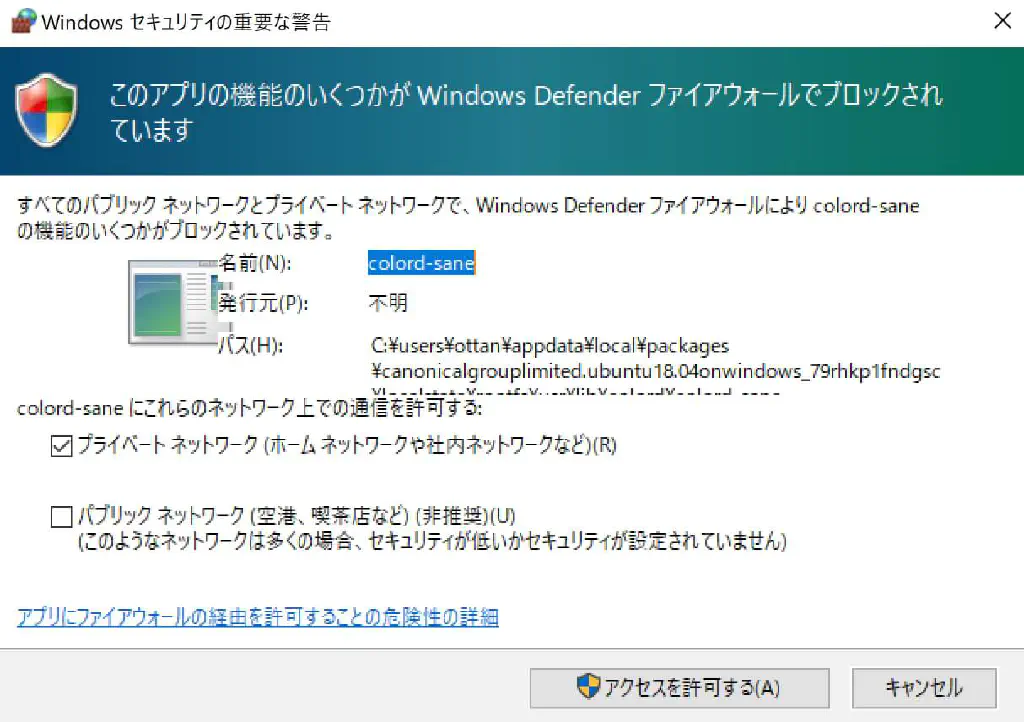 Windows セキュリティの重要な警告
このアプリの機能のいくつかが Windows Defender ファイアウォールでブロックされ
ています
すべてのパブリック ネットワークとプライベート ネットワークで、Windows Defender ファイアウォールにより colord-sane
の機能のいくつかがブロックされています。
名前(N): colord-sane
発行元(P): 不明
パス(H): C:¥users¥ottan¥appdata¥local¥packages
¥canonicalgrouplimited.ubuntu18.04onwindows_79rhkp1fndgsc
colord-sane にこれらのネットワーク上での通信を許可する:
プライベート ネットワーク (ホーム ネットワークや社内ネットワークなど)(R)
パブリック ネットワーク (空港、喫茶店など) (非推奨)(U)
(このようなネットワークは多くの場合、セキュリティが低いかセキュリティが設定されていません)
アプリにファイアウォールの経由を許可することの危険性の詳細
アクセスを許可する(A) キャンセル